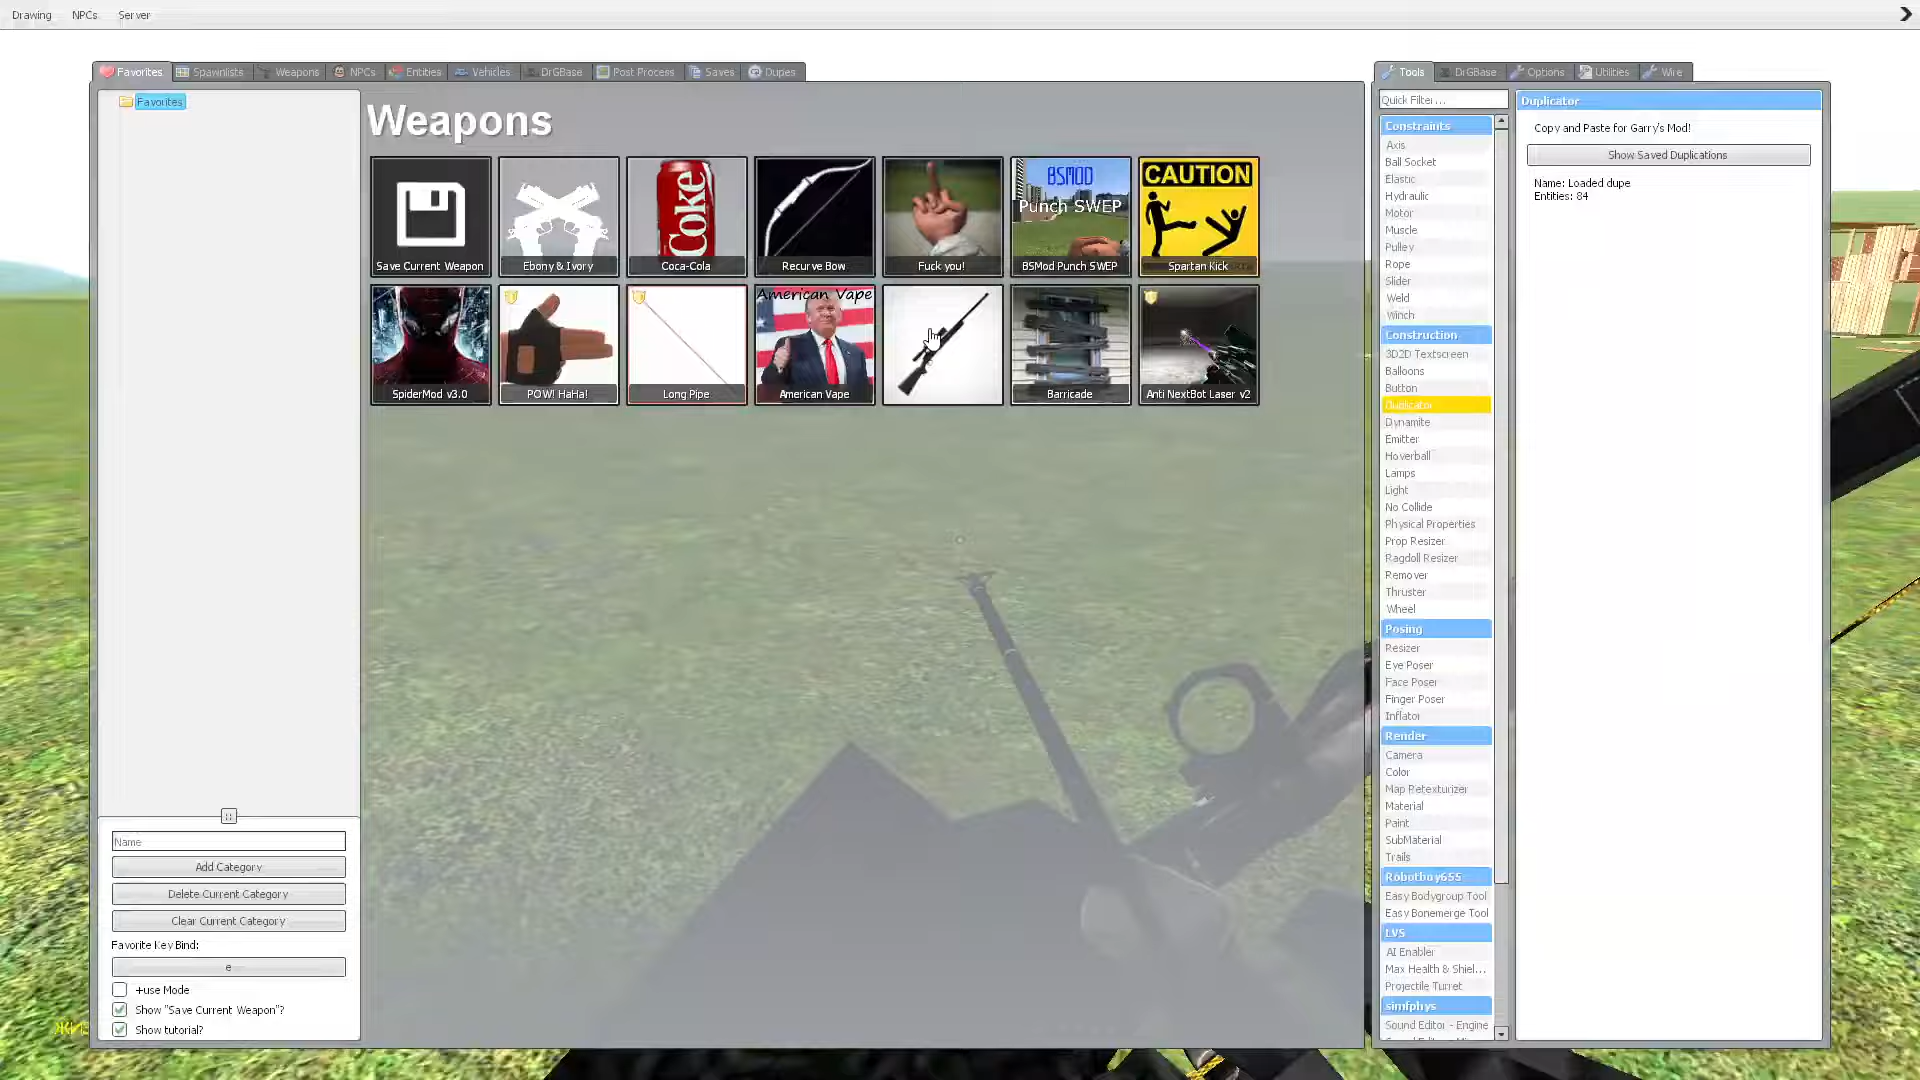 Drawing NPCs Server
Favorites Spawnlists Weapons NPCs Entities Vehicles DrGBase Post Process Saves Dupes
Favorites
Weapons
Save Current Weapon
Ebony & Ivory
Coke
Coca-Cola
Recurve Bow
Fuck you!
BSMOD
Punch SWEP
BSMod Punch SWEP
CAUTION
Spartan Kick
SpiderMod v3.0
POW! HaHa!
Long Pipe
American Vape
American Vape
Barricade
Anti NextBot Laser v2
Name
Add Category
Delete Current Category
Clear Current Category
Favorite Key Bind:
e
+use Mode
Show "Save Current Weapon"?
Show tutorial?
Tools DrGBase Options Utilities Wire
Quick Filter...
Constraints
Axis
Ball Socket
Elastic
Hydraulic
Motor
Muscle
Pulley
Rope
Slider
Weld
Winch
Construction
3D2D Textscreen
Balloons
Button
Duplicator
Dynamite
Emitter
Hoverball
Lamps
Light
No Collide
Physical Properties
Prop Resizer
Ragdoll Resizer
Remover
Thruster
Wheel
Posing
Resizer
Eye Poser
Face Poser
Finger Poser
Inflator
Render
Camera
Color
Map Retexturizer
Material
Paint
SubMaterial
Trails
Robotboy655
Easy Bodygroup Tool
Easy Bonemerge Tool
LVS
AI Enabler
Max Health & Shiel...
Projectile Turret
simfphys
Sound Editor - Engine
Duplicator
Copy and Paste for Garry's Mod!
Show Saved Duplications
Name: Loaded dupe
Entities: 84